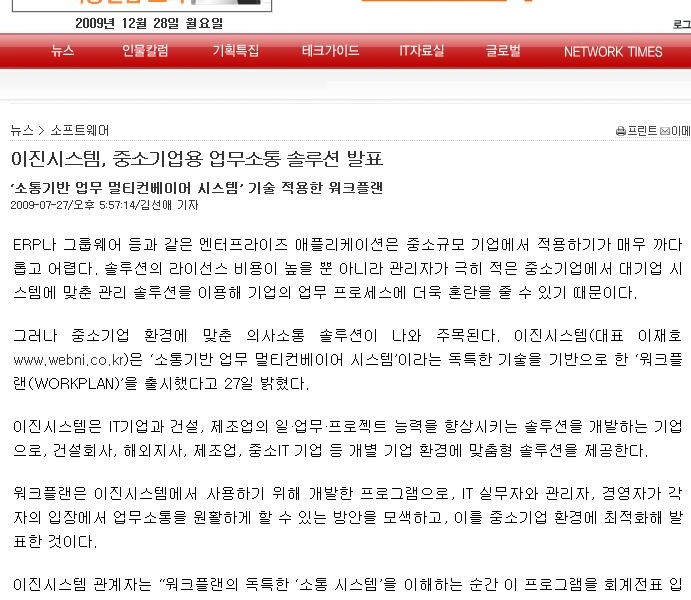 2009년 12월 28일 월요일
뉴스 인물칼럼 기획특집 테크가이드 IT자료실 글로벌 NETWORK TIMES
뉴스 > 소프트웨어
프린트
이진시스템, 중소기업용 업무소통 솔루션 발표
'소통기반 업무 멀티컨베이어 시스템' 기술 적용한 워크플랜
2009-07-27/오후 5:57:14/김선애 기자
ERP나 그룹웨어 등과 같은 엔터프라이즈 애플리케이션은 중소규모 기업에서 적용하기가 매우 까다
롭고 어렵다. 솔루션의 라이선스 비용이 높을 뿐 아니라 관리자가 극히 적은 중소기업에서 대기업 시
스템에 맞춘 관리 솔루션을 이용해 기업의 업무 프로세스에 더욱 혼란을 줄 수 있기 때문이다.
그러나 중소기업 환경에 맞춘 의사소통 솔루션이 나와 주목된다. 이진시스템(대표 이재호
www.webni.co.kr)은 '소통기반 업무 멀티컨베이어 시스템'이라는 독특한 기술을 기반으로 한 '워크플
랜(WORKPLAN)'을 출시했다고 27일 밝혔다.
이진시스템은 IT기업과 건설, 제조업의 일·업무·프로젝트 능력을 향상시키는 솔루션을 개발하는 기업
으로, 건설회사, 해외지사, 제조업, 중소IT 기업 등 개별 기업 환경에 맞춤형 솔루션을 제공한다.
워크플랜은 이진시스템에서 사용하기 위해 개발한 프로그램으로, IT 실무자와 관리자, 경영자가 각
자의 입장에서 업무소통을 원활하게 할 수 있는 방안을 모색하고, 이를 중소기업 환경에 최적화해 발
표한 것이다.
이진시스템 관계자는 "워크플랜의 독특한 '소통 시스템'을 이해하는 순간 이 프로그램을 회계전표 입